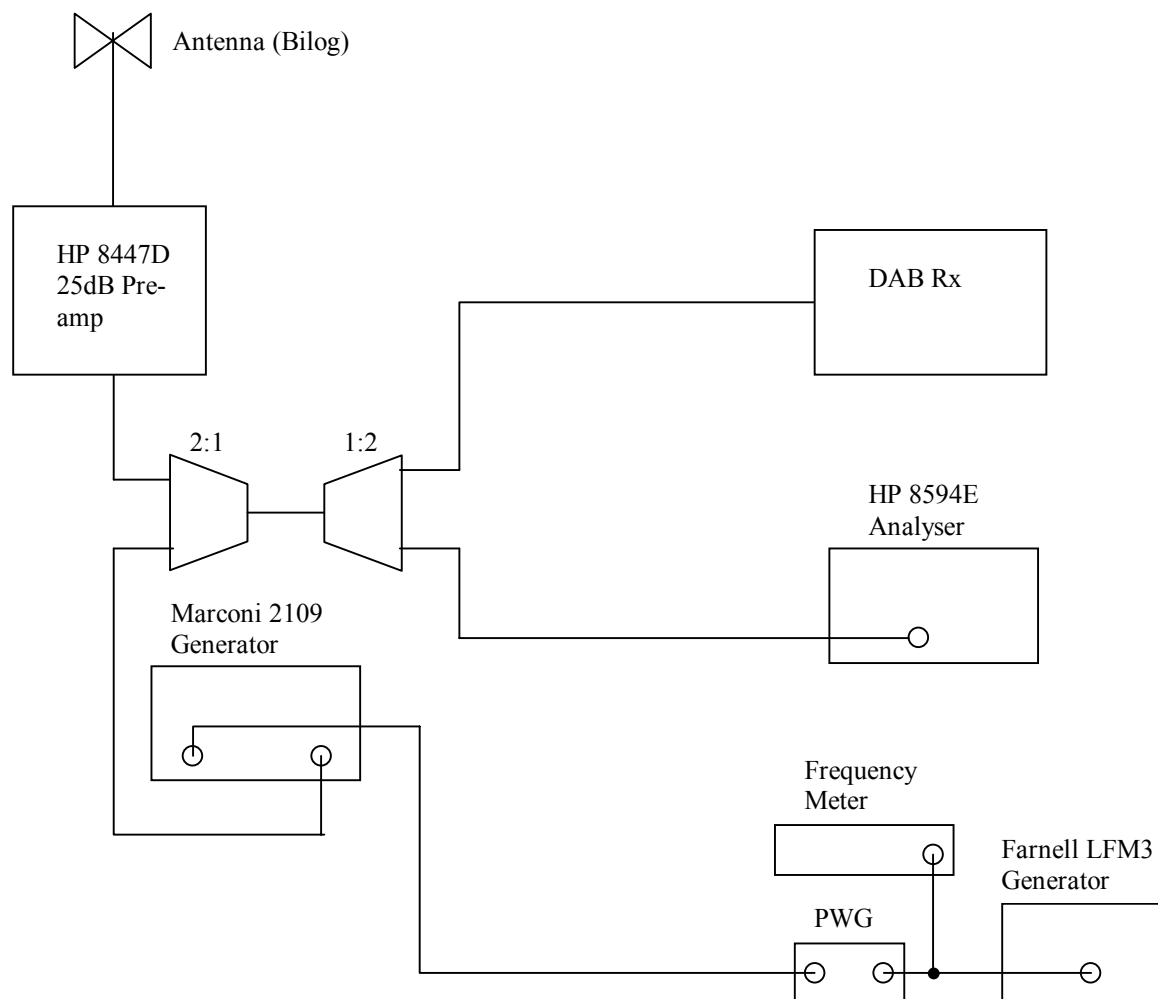 Antenna (Bilog)
HP 8447D
25dB Pre-
amp
DAB Rx
2:1
1:2
HP 8594E
Analyser
Marconi 2109
Generator
Frequency
Meter
Farnell LFM3
Generator
PWG